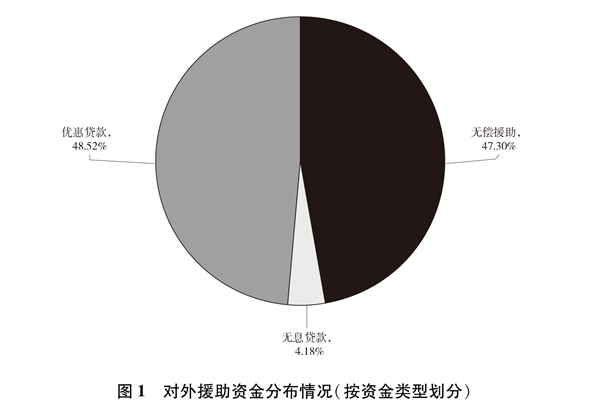 优惠贷款,
48.52%
无偿援助,
47.30%
无息贷款,
4.18%
图 1 对外援助资金分布情况(按资金类型划分)